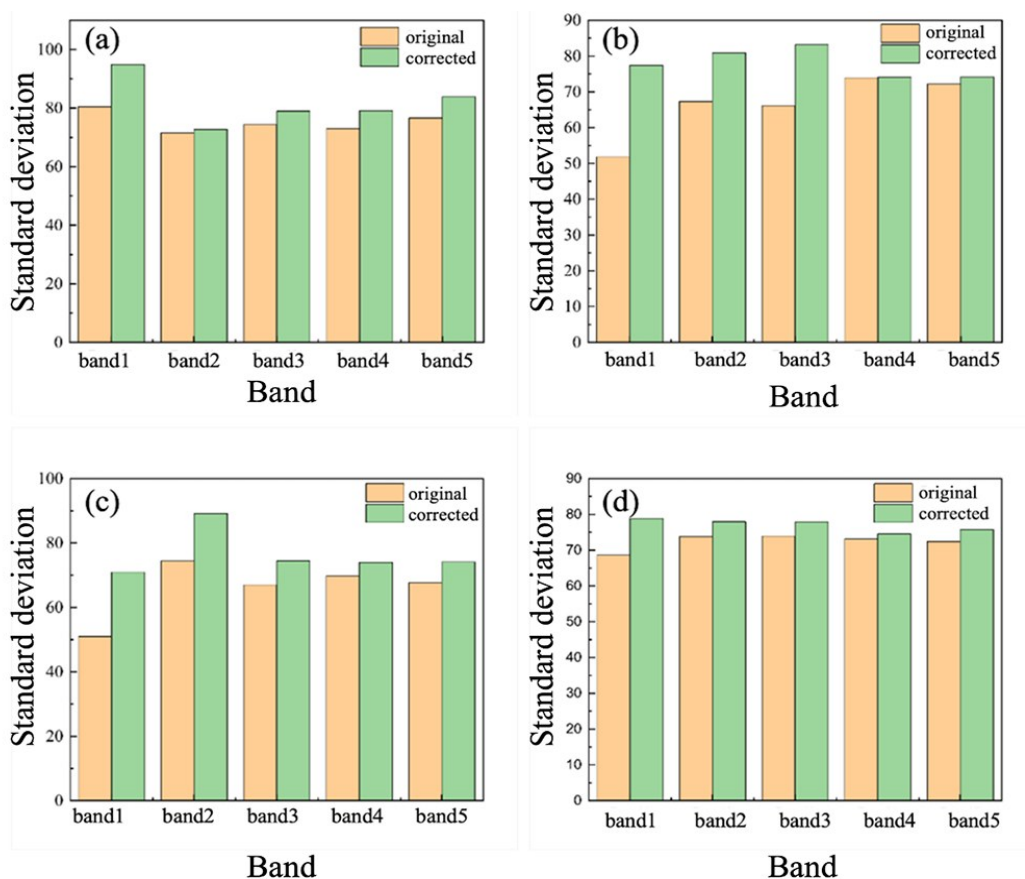 (a)
original
corrected
Standard deviation
100
80
60
40
20
0
band1 band2 band3 band4 band5
Band
(b)
original
corrected
Standard deviation
90
80
70
60
50
40
30
20
10
0
band1 band2 band3 band4 band5
Band
(c)
original
corrected
Standard deviation
100
80
60
40
20
0
band1 band2 band3 band4 band5
Band
(d)
original
corrected
Standard deviation
90
80
70
60
50
40
30
20
10
0
band1 band2 band3 band4 band5
Band